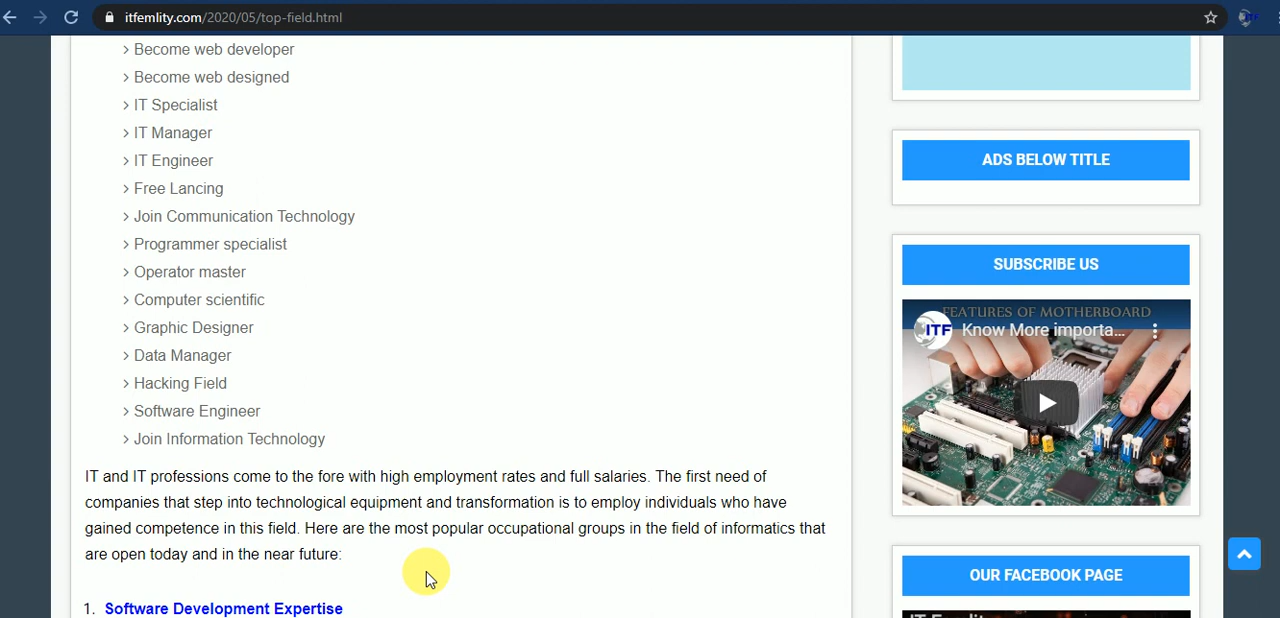 itfemlity.com/2020/05/top-field.html
> Become web developer
> Become web designed
> IT Specialist
> IT Manager
> IT Engineer
> Free Lancing
> Join Communication Technology
> Programmer specialist
> Operator master
> Computer scientific
> Graphic Designer
> Data Manager
> Hacking Field
> Software Engineer
> Join Information Technology
IT and IT professions come to the fore with high employment rates and full salaries. The first need of
companies that step into technological equipment and transformation is to employ individuals who have
gained competence in this field. Here are the most popular occupational groups in the field of informatics that
are open today and in the near future:
1. Software Development Expertise
ADS BELOW TITLE
SUBSCRIBE US
FEATURES OF MOTHERBOARD
ITF Know More importa...
OUR FACEBOOK PAGE
IT Femlity